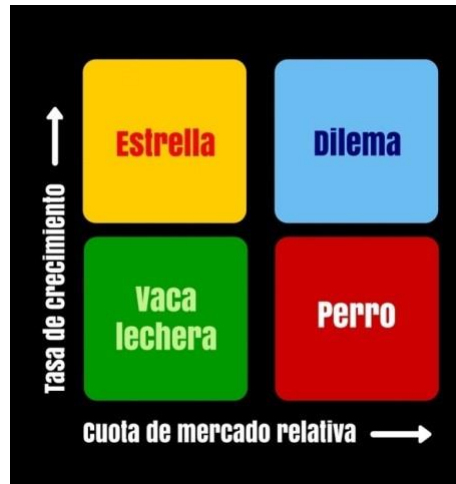 Estrella
Dilema
Vaca
lechera
Perro
Tasa de crecimiento
Cuota de mercado relativa